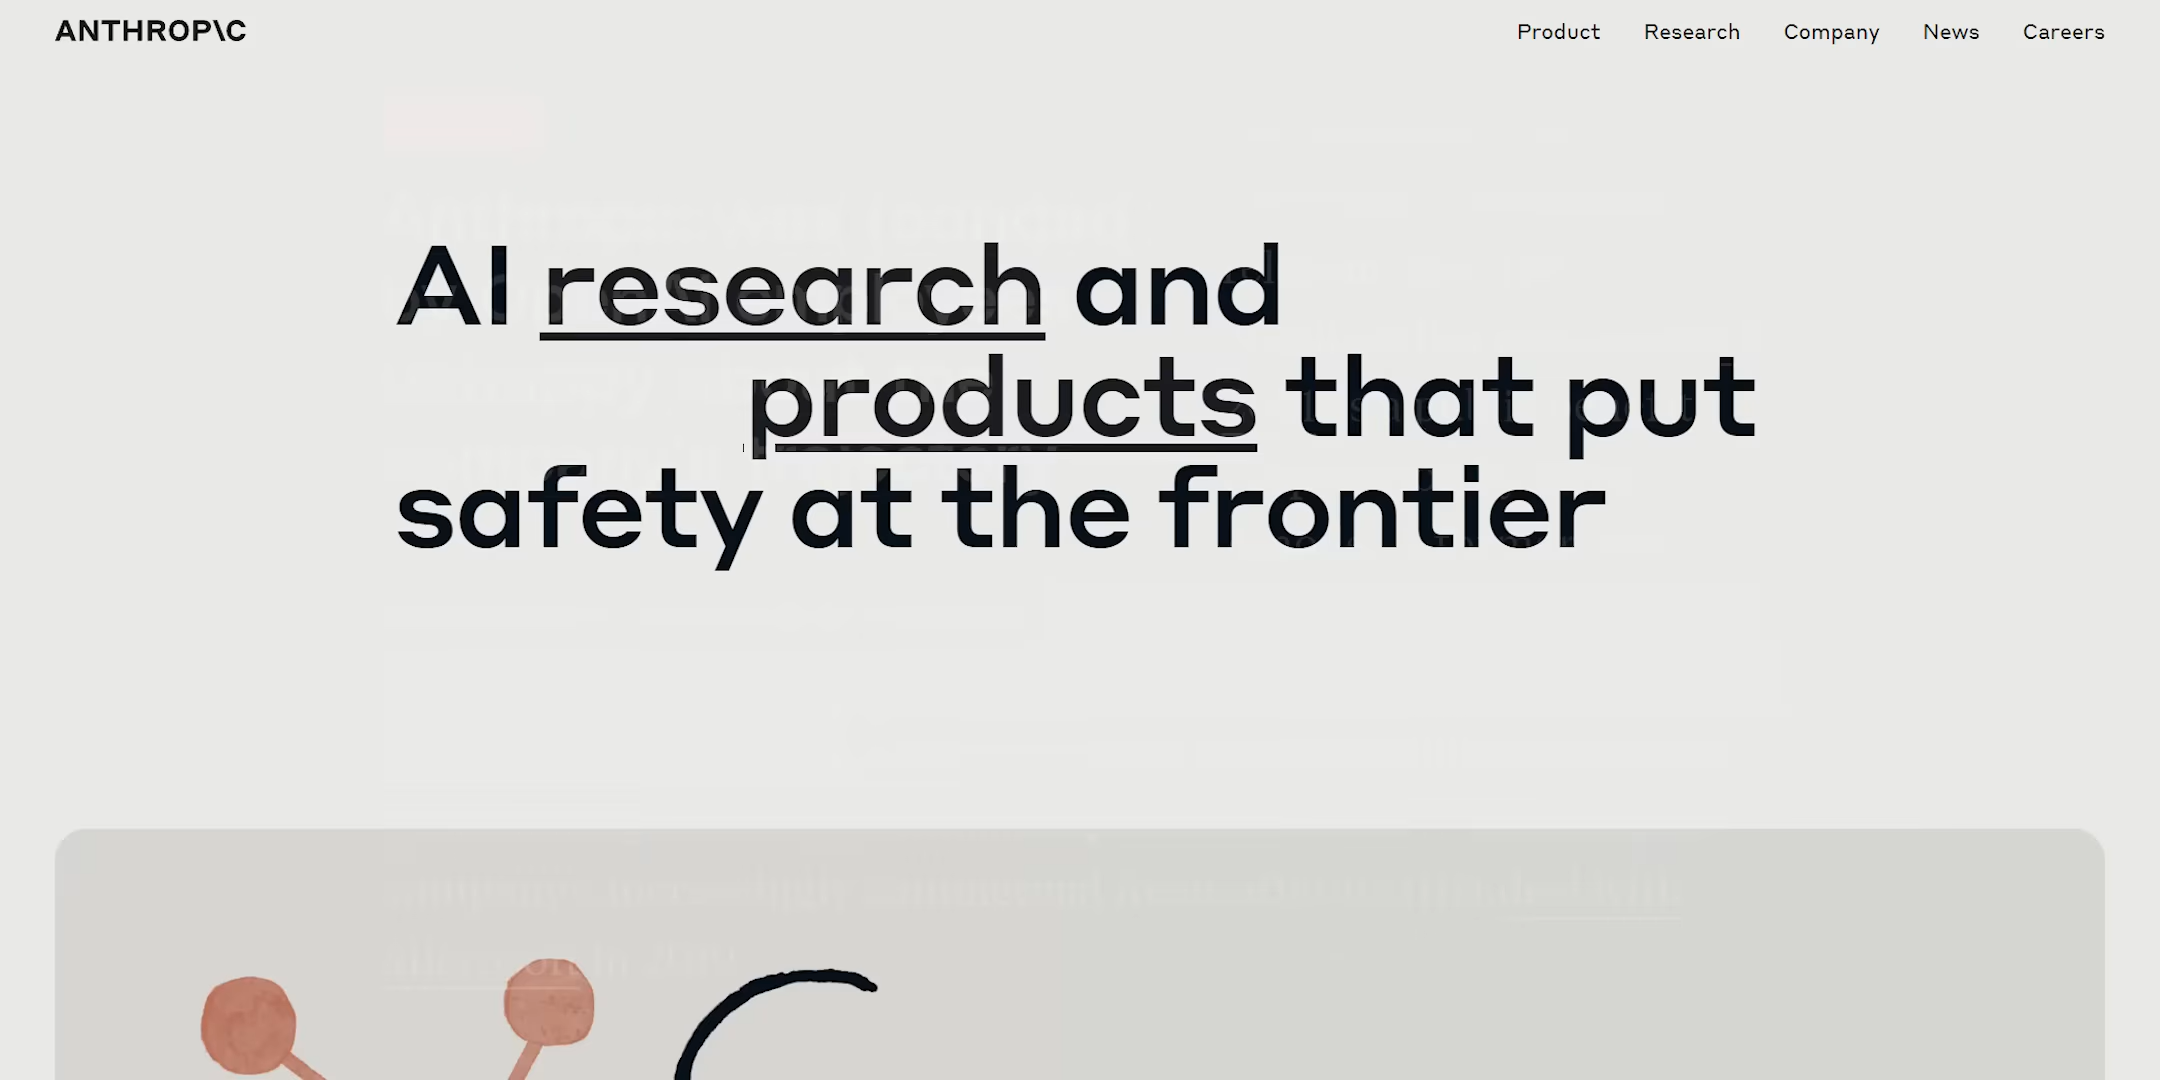 ANTHROP\C
Product Research Company News Careers
AI research and
products that put
safety at the frontier